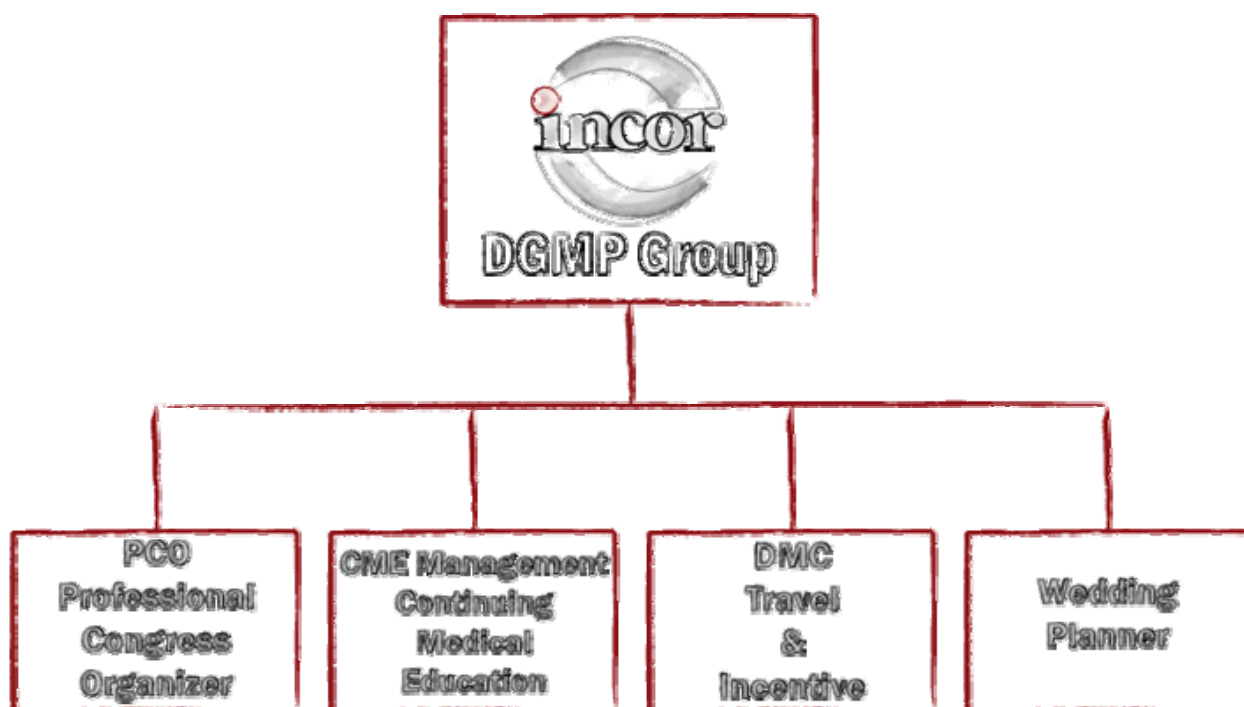 incor
DGMP Group
PCO
Professional
Congress
Organizer
CME Management
Continuing
Medical
Education
DMC
Travel
&
Incentive
Wedding
Planner